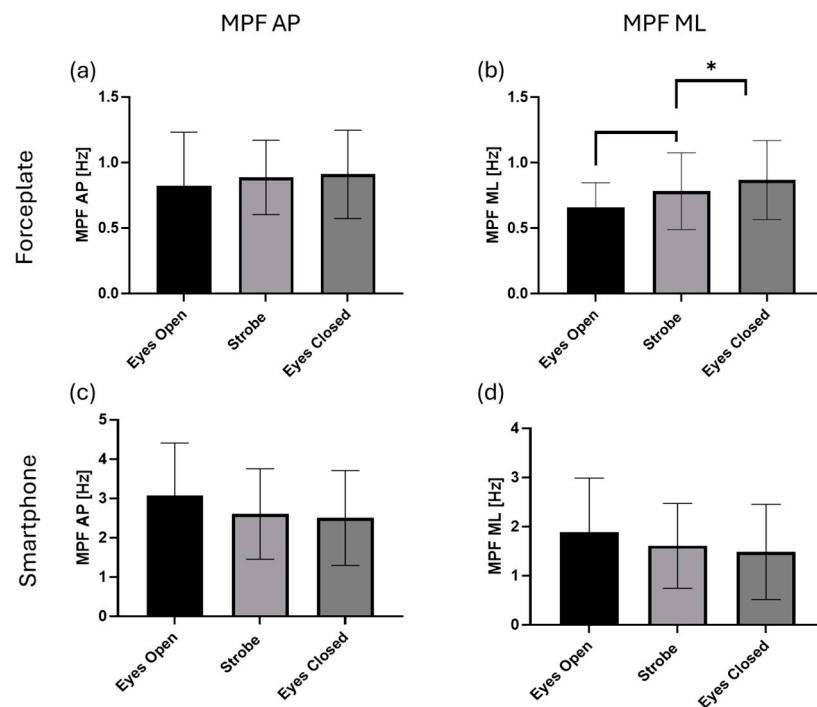 MPF AP
MPF ML
Forceplate
(a)
MPF AP [Hz]
1.5
1.0
0.5
0.0
Eyes Open
Strobe
Eyes Closed
(b)
*
MPF ML [Hz]
1.5
1.0
0.5
0.0
Eyes Open
Strobe
Eyes Closed
Smartphone
(c)
MPF AP [Hz]
5
4
3
2
1
0
Eyes Open
Strobe
Eyes Closed
(d)
MPF ML [Hz]
4
3
2
1
0
Eyes Open
Strobe
Eyes Closed